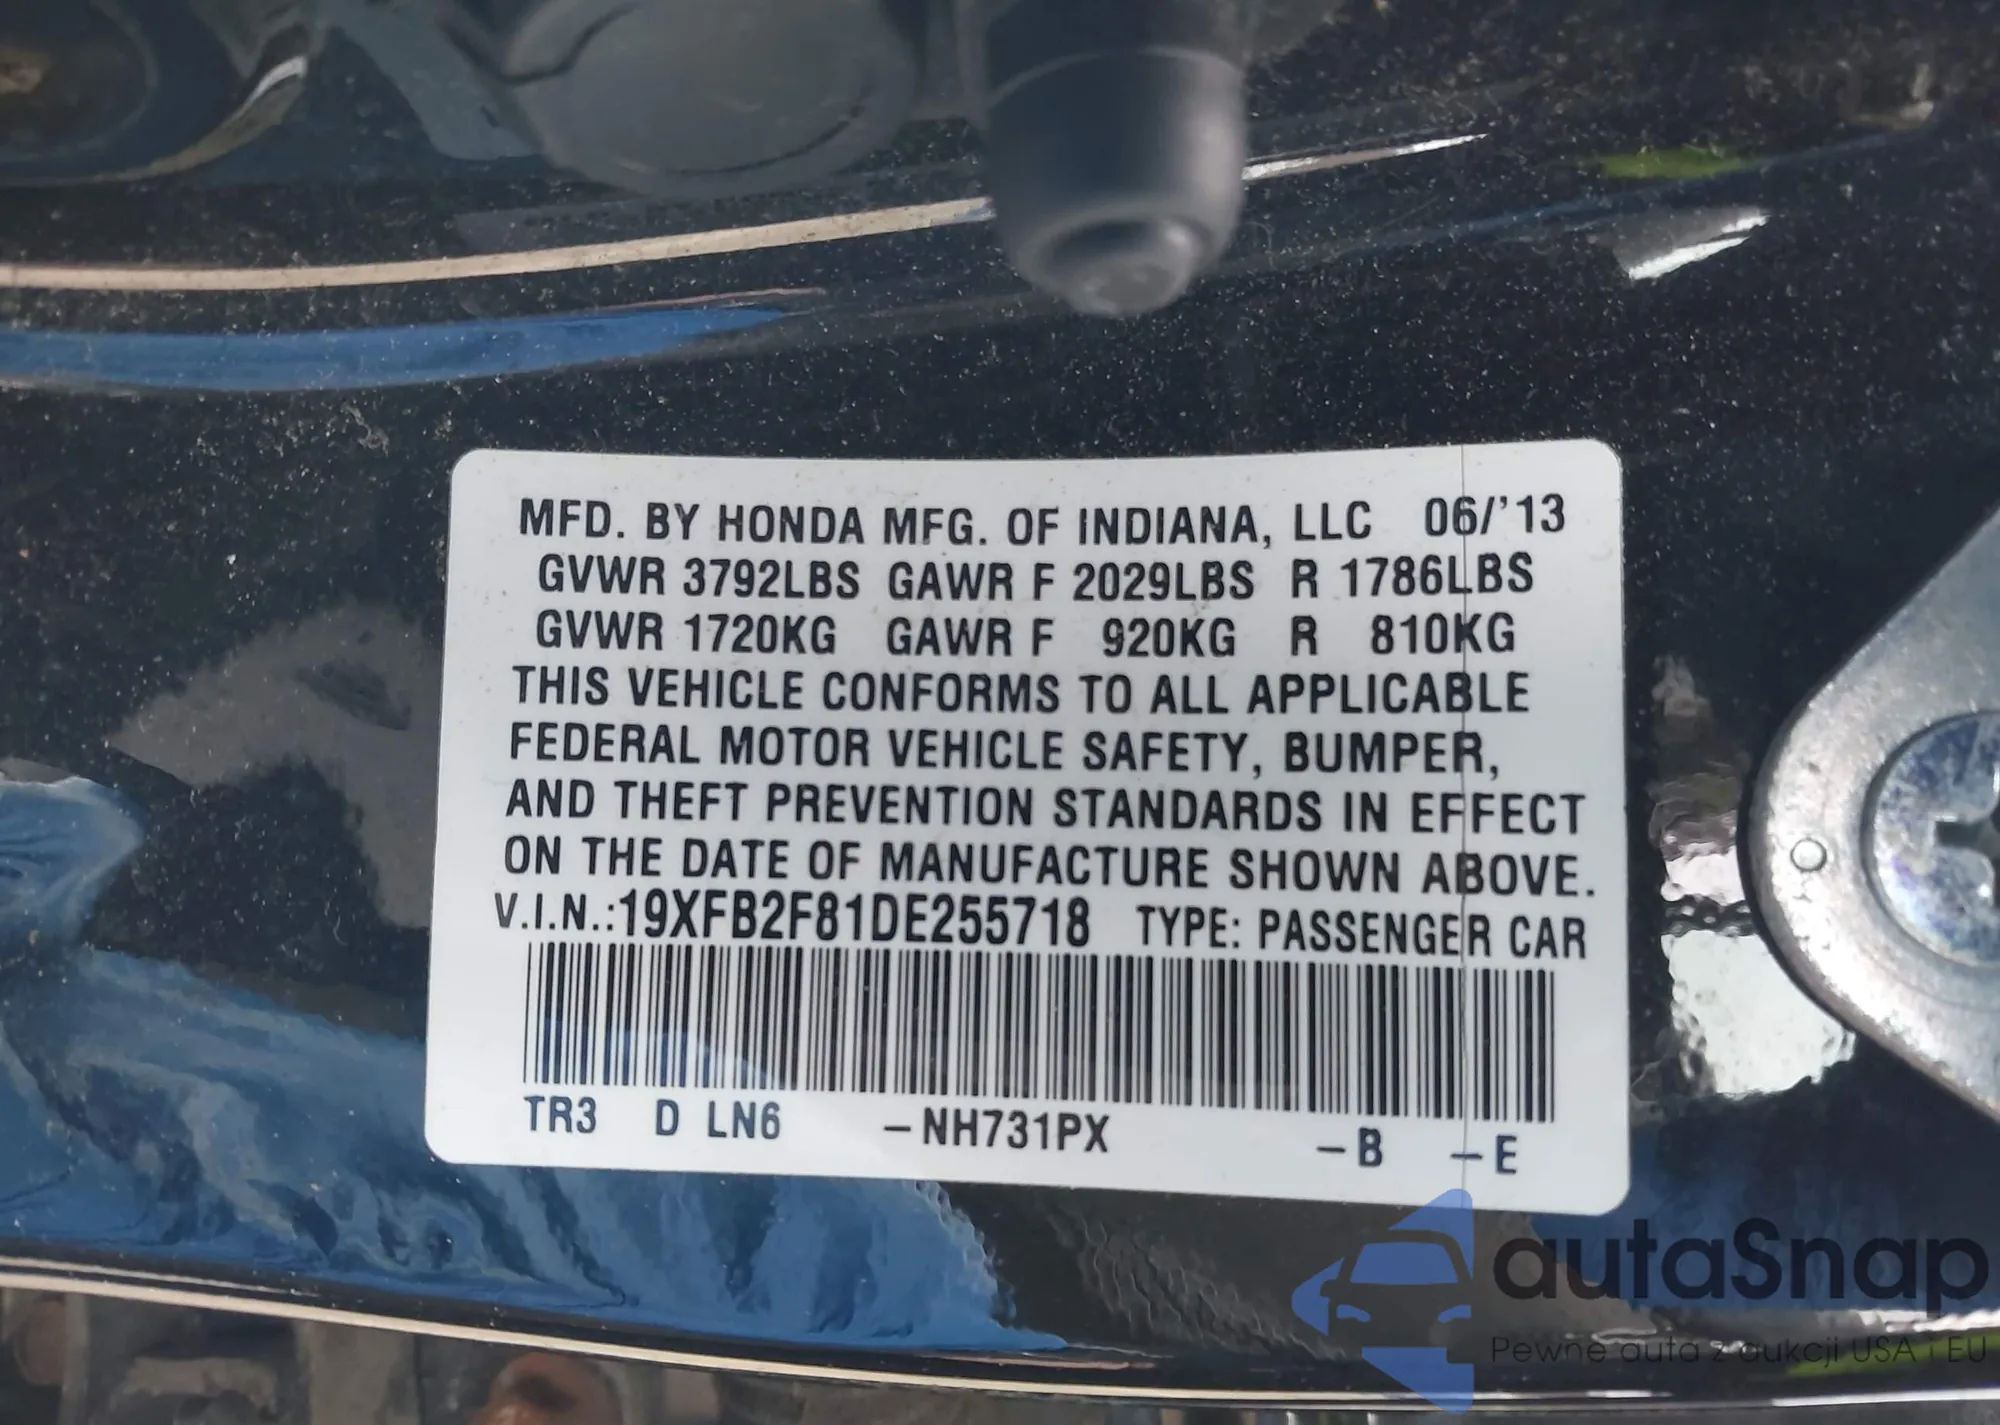 MFD. BY HONDA MFG. OF INDIANA, LLC 06/'13
GVWR 3792LBS GAWR F 2029LBS R 1786LBS
GVWR 1720KG GAWR F 920KG R 810KG
THIS VEHICLE CONFORMS TO ALL APPLICABLE
FEDERAL MOTOR VEHICLE SAFETY, BUMPER,
AND THEFT PREVENTION STANDARDS IN EFFECT
ON THE DATE OF MANUFACTURE SHOWN ABOVE.
V.I.N.:19XFB2F81DE255718 TYPE: PASSENGER CAR
TR3 D LN6 –NH731PX –B –E
autaSnap
Pewne auta z aukcji USA i EU